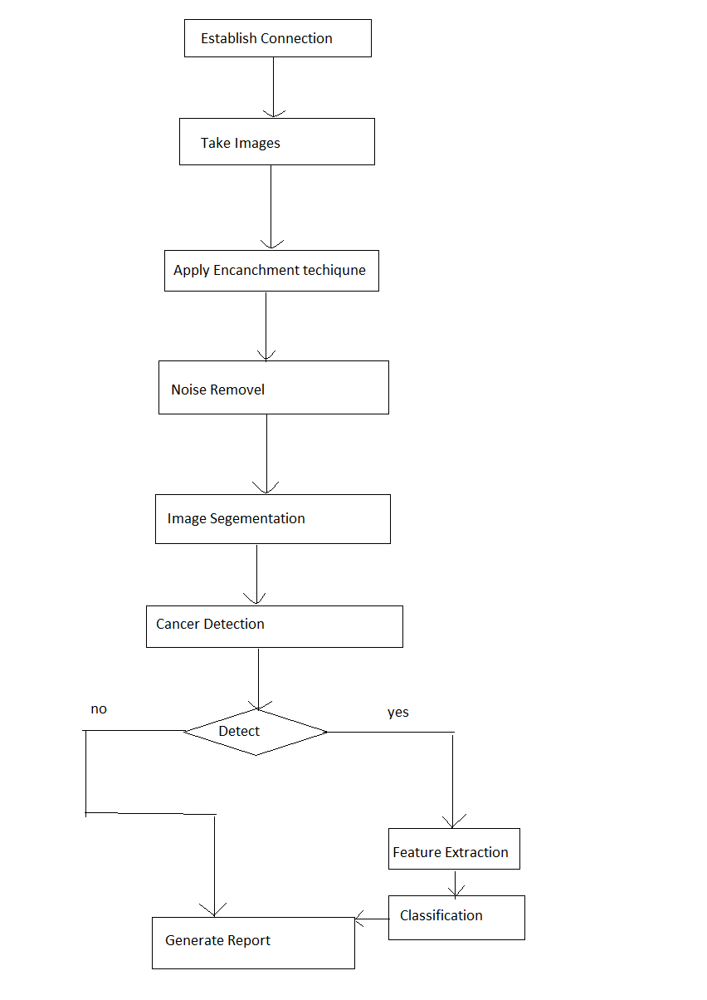 Establish Connection
Take Images
Apply Encanchment techiqune
Noise Removel
Image Segementation
Cancer Detection
no
yes
Detect
Feature Extraction
Classification
Generate Report